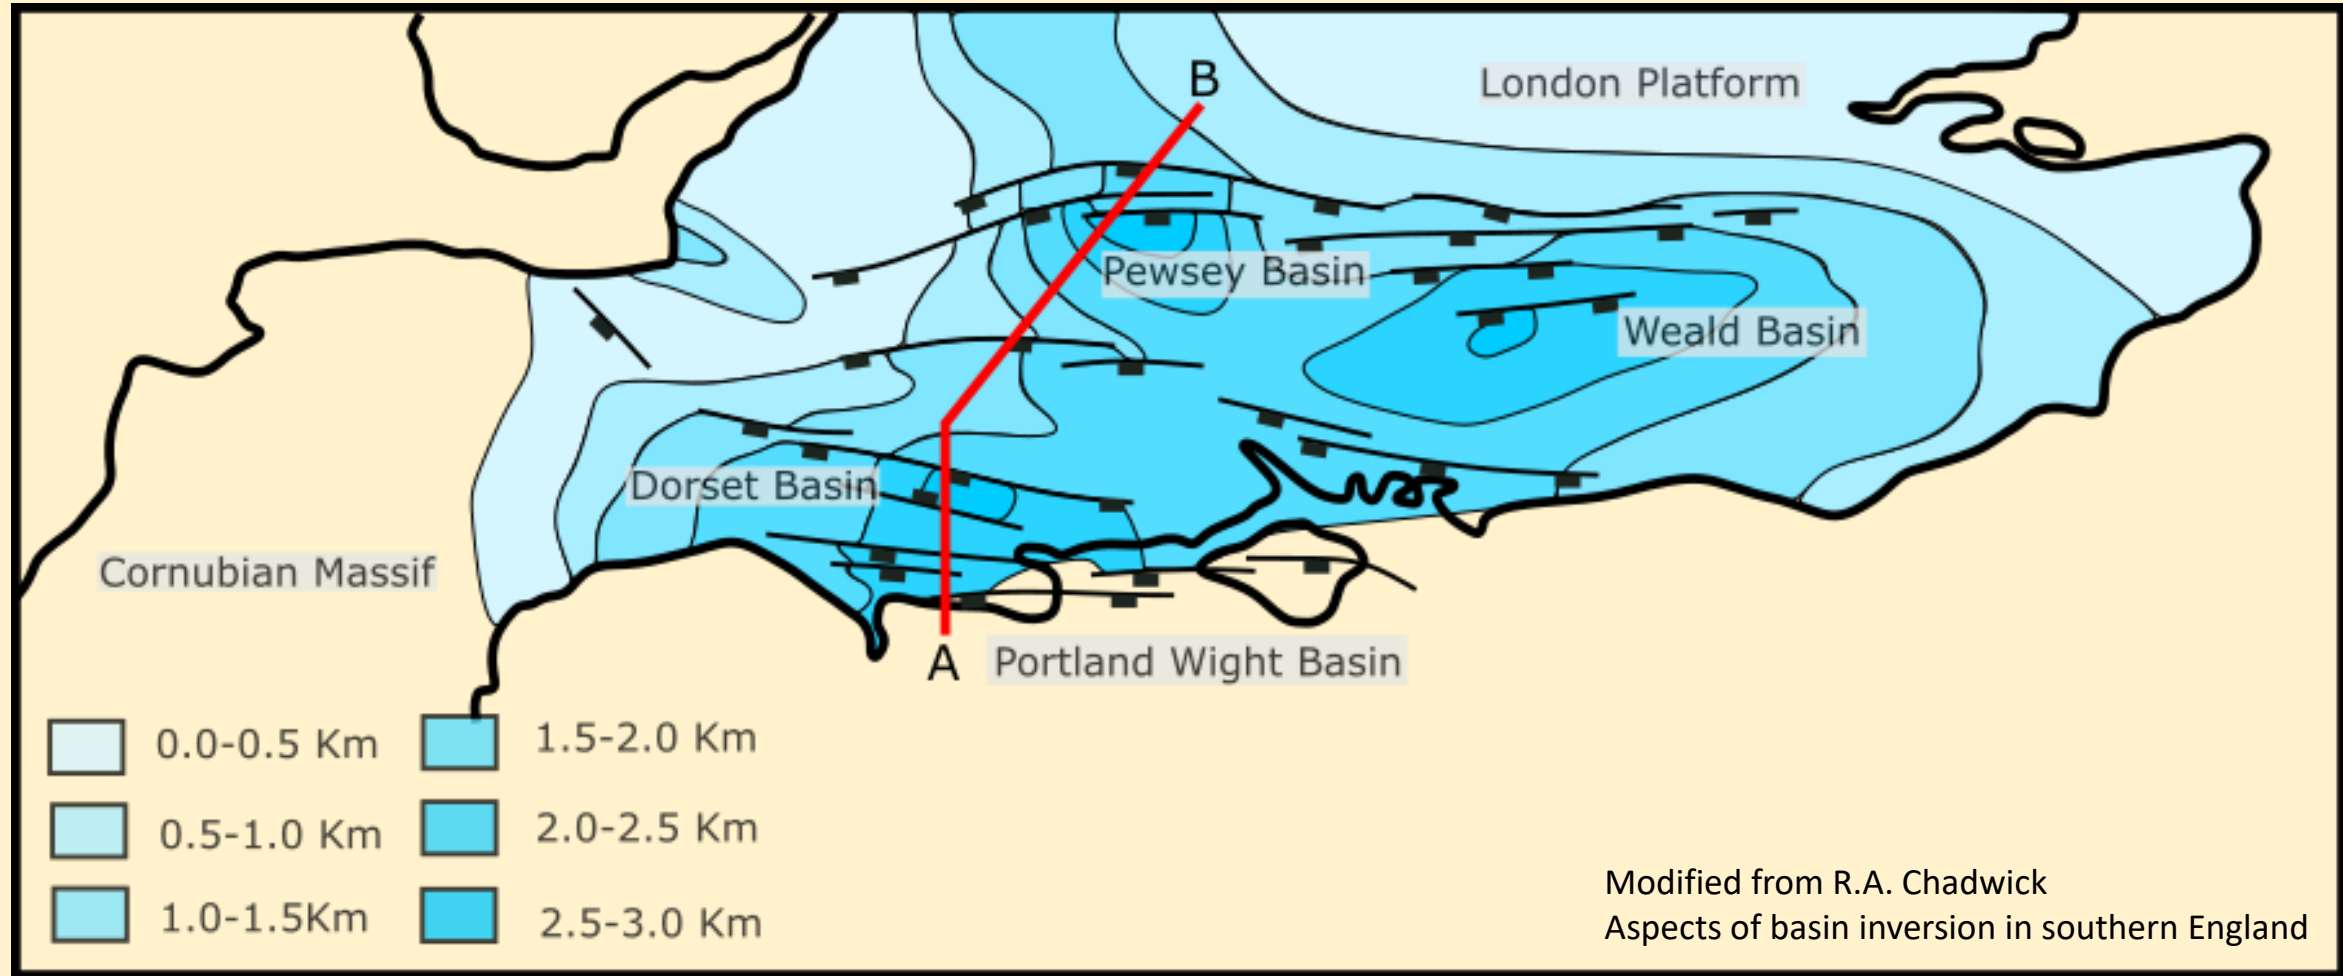 B
London Platform
Pewsey Basin
Weald Basin
Dorset Basin
Cornubian Massif
A
Portland Wight Basin
0.0-0.5 Km
1.5-2.0 Km
0.5-1.0 Km
2.0-2.5 Km
1.0-1.5Km
2.5-3.0 Km
Modified from R.A. Chadwick
Aspects of basin inversion in southern England